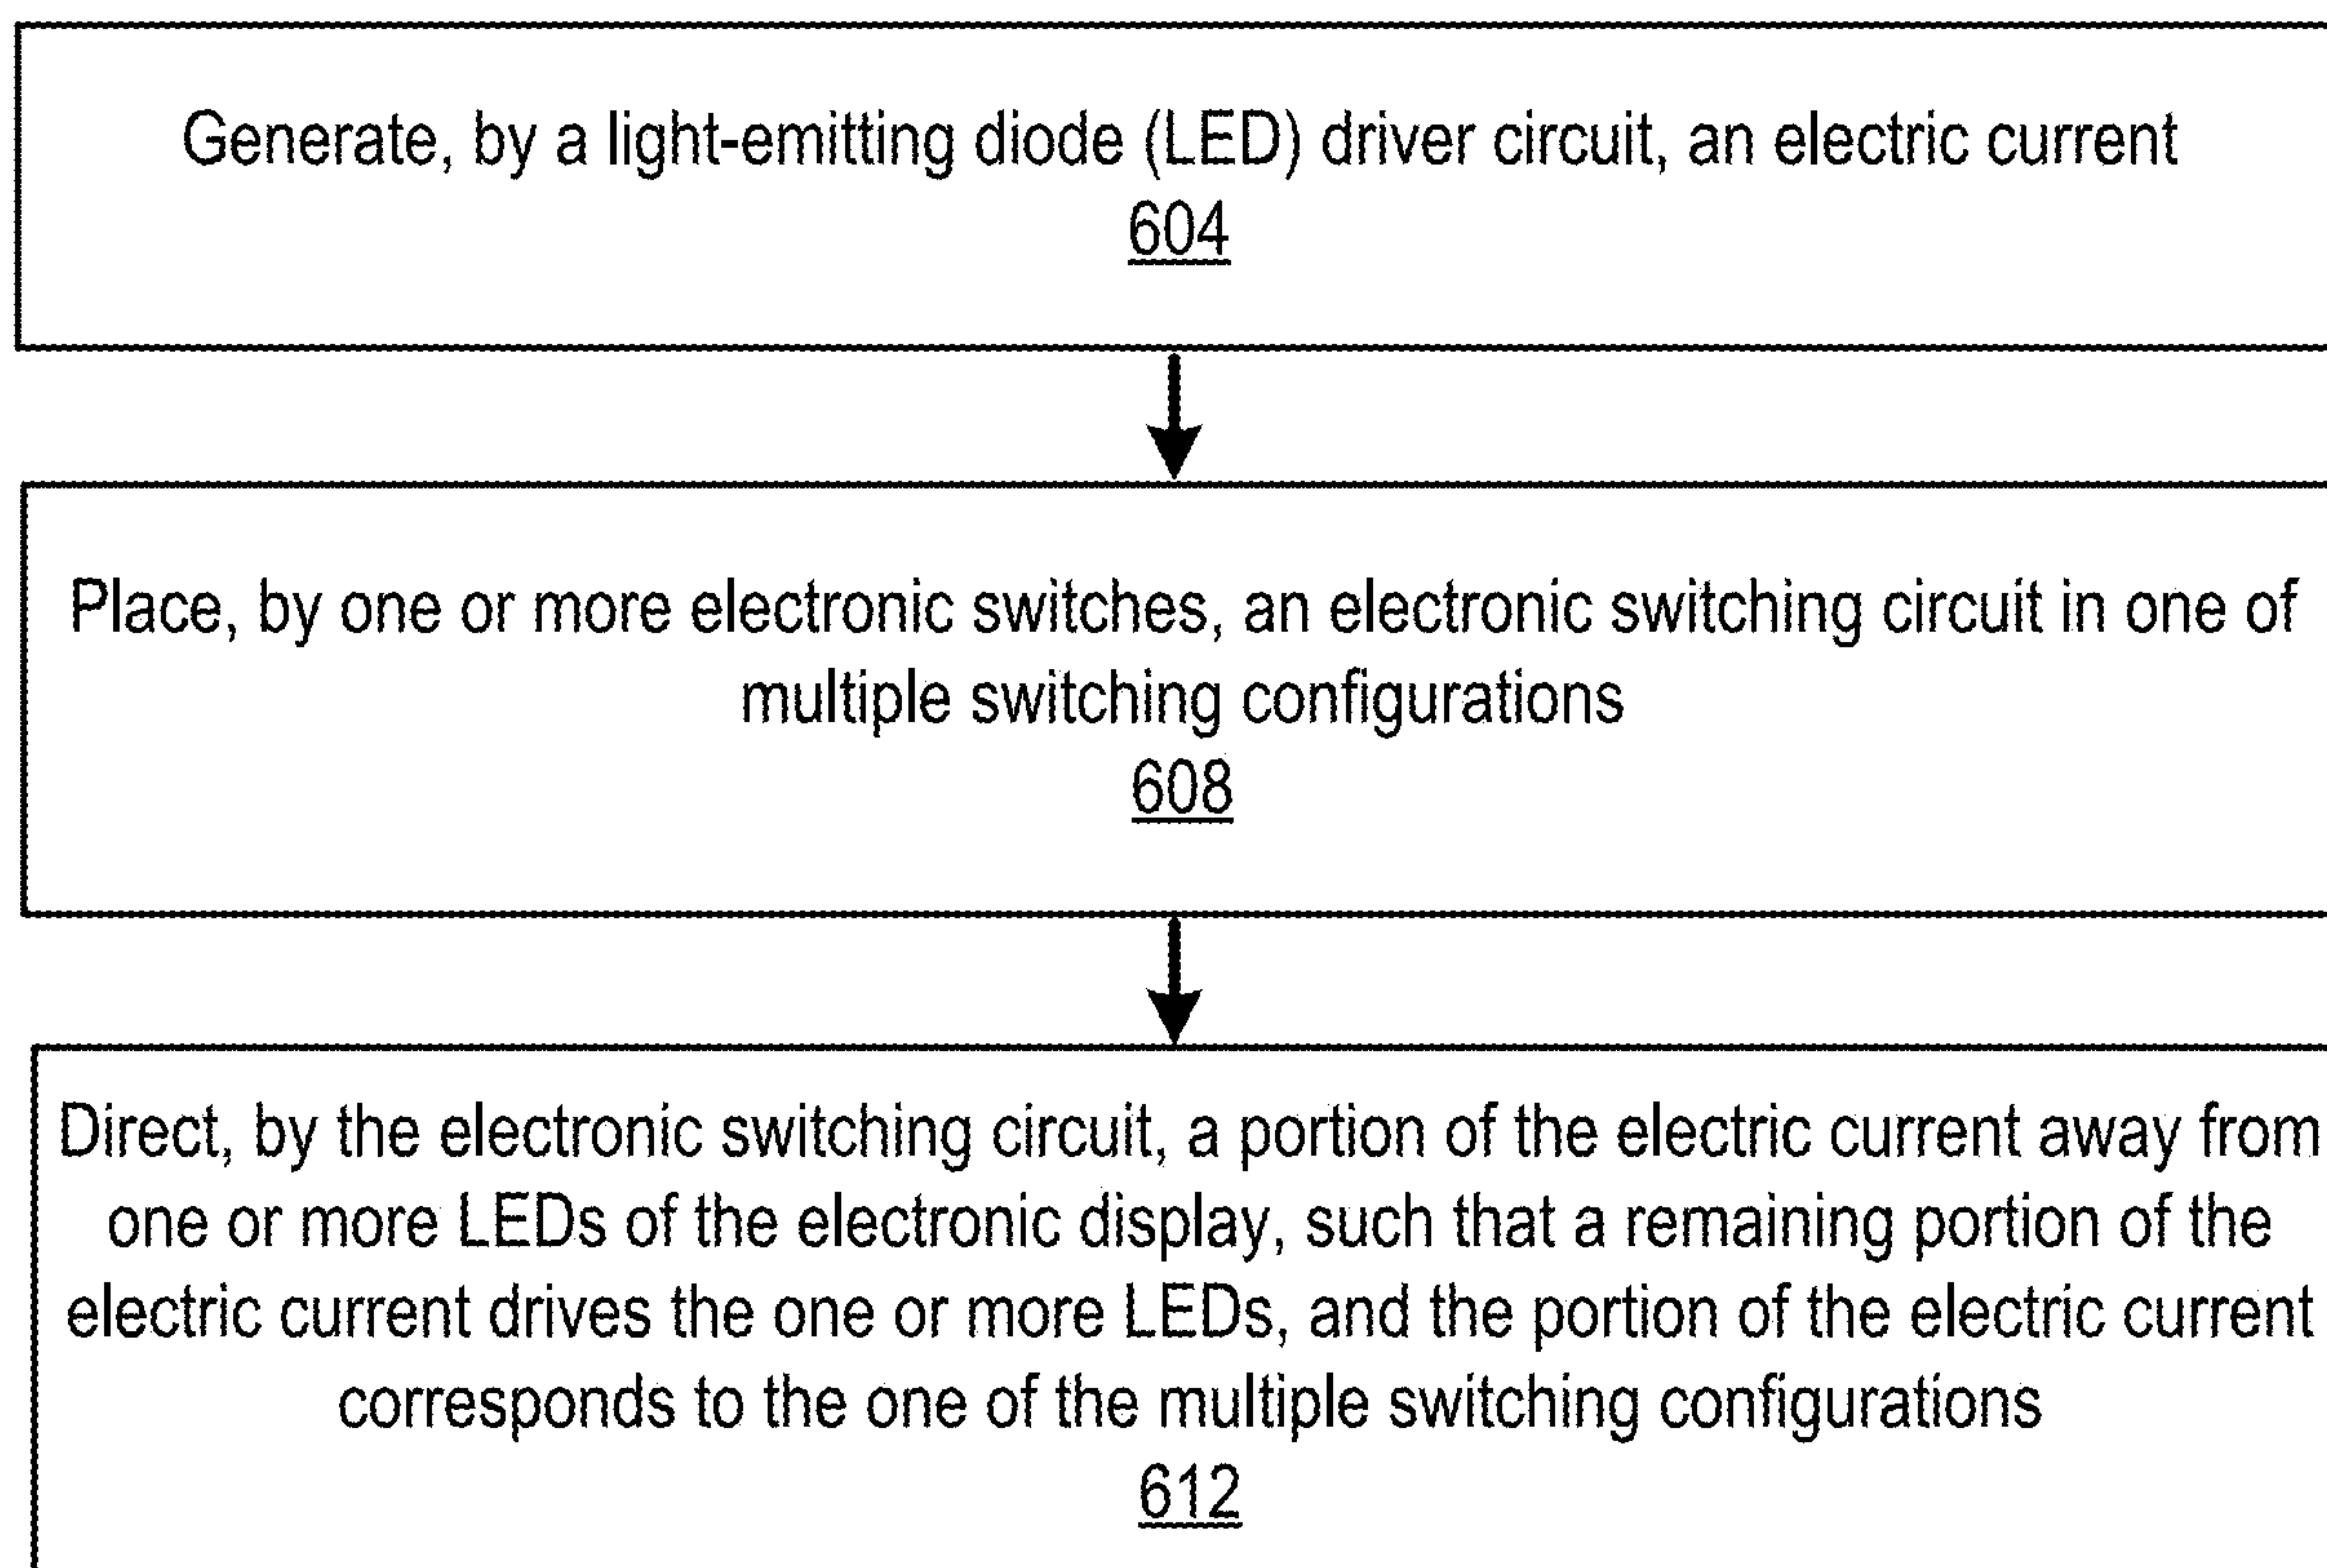 Generate, by a light-emitting diode (LED) driver circuit, an electric current
604
Place, by one or more electronic switches, an electronic switching circuit in one of
multiple switching configurations
608
Direct, by the electronic switching circuit, a portion of the electric current away from
one or more LEDs of the electronic display, such that a remaining portion of the
electric current drives the one or more LEDs, and the portion of the electric current
corresponds to the one of the multiple switching configurations
612